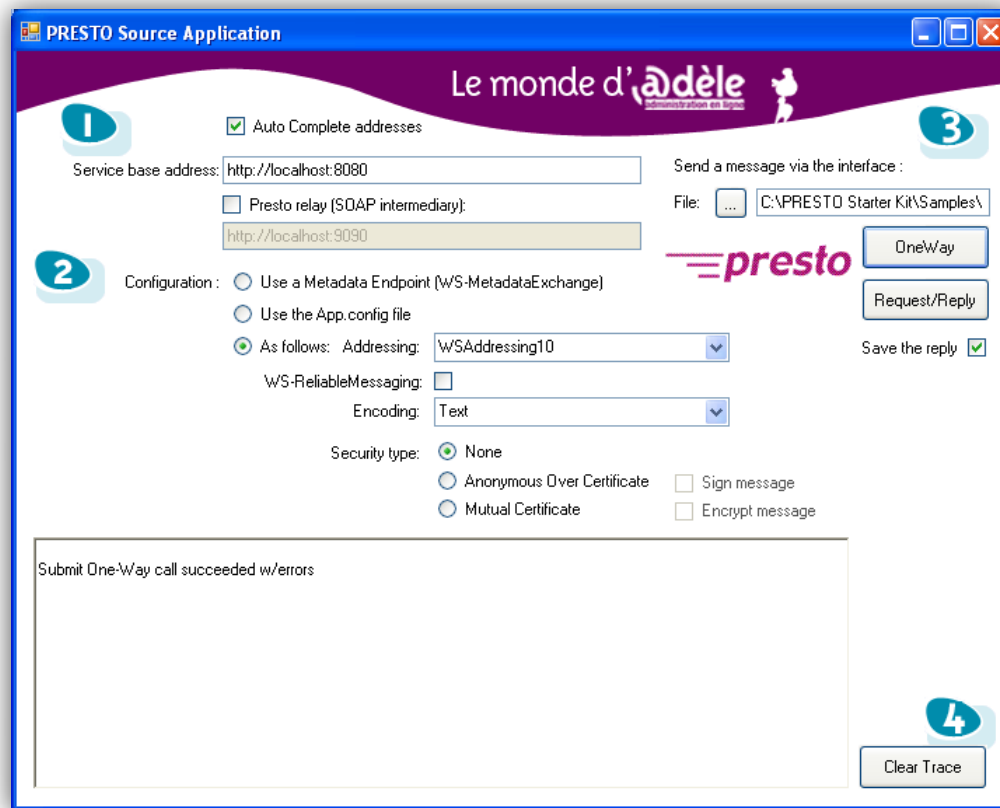 PRESTO Source Application
Le monde d'@dèle
administration en ligne
1
Auto Complete addresses
3
Service base address: http://localhost:8080
Send a message via the interface :
Presto relay (SOAP intermediary):
File: ... C:\PRESTO Starter Kit\Samples\
http://localhost:9090
presto
OneWay
2
Configuration : Use a Metadata Endpoint (WS-MetadataExchange)
Request/Reply
Use the App.config file
As follows: Addressing: WSAddressing10
Save the reply
WS-ReliableMessaging:
Encoding: Text
Security type: None
Anonymous Over Certificate
Sign message
Mutual Certificate
Encrypt message
Submit One-Way call succeeded w/errors
4
Clear Trace